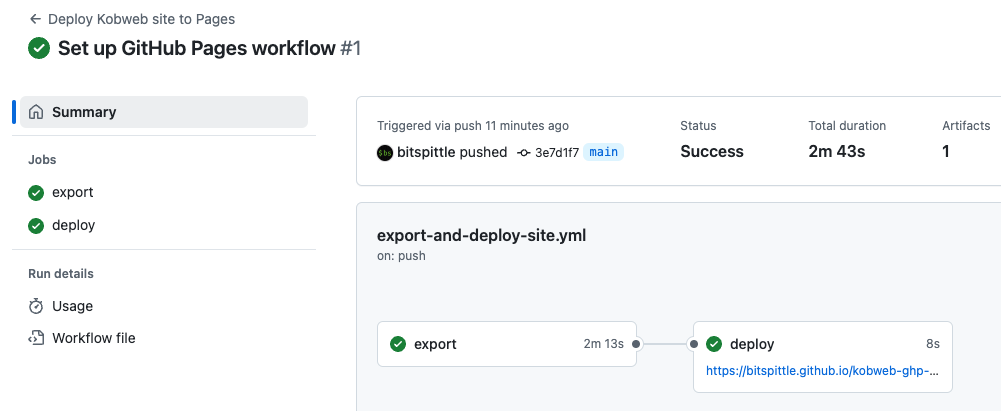 Deploy Kobweb site to Pages
Set up GitHub Pages workflow #1
Summary
Jobs
export
deploy
Run details
Usage
Workflow file
Triggered via push 11 minutes ago
bitspittle pushed 3e7d1f7 main
Status
Success
Total duration
2m 43s
Artifacts
1
export-and-deploy-site.yml
on: push
export 2m 13s
deploy 8s
https://bitspittle.github.io/kobweb-ghp-...